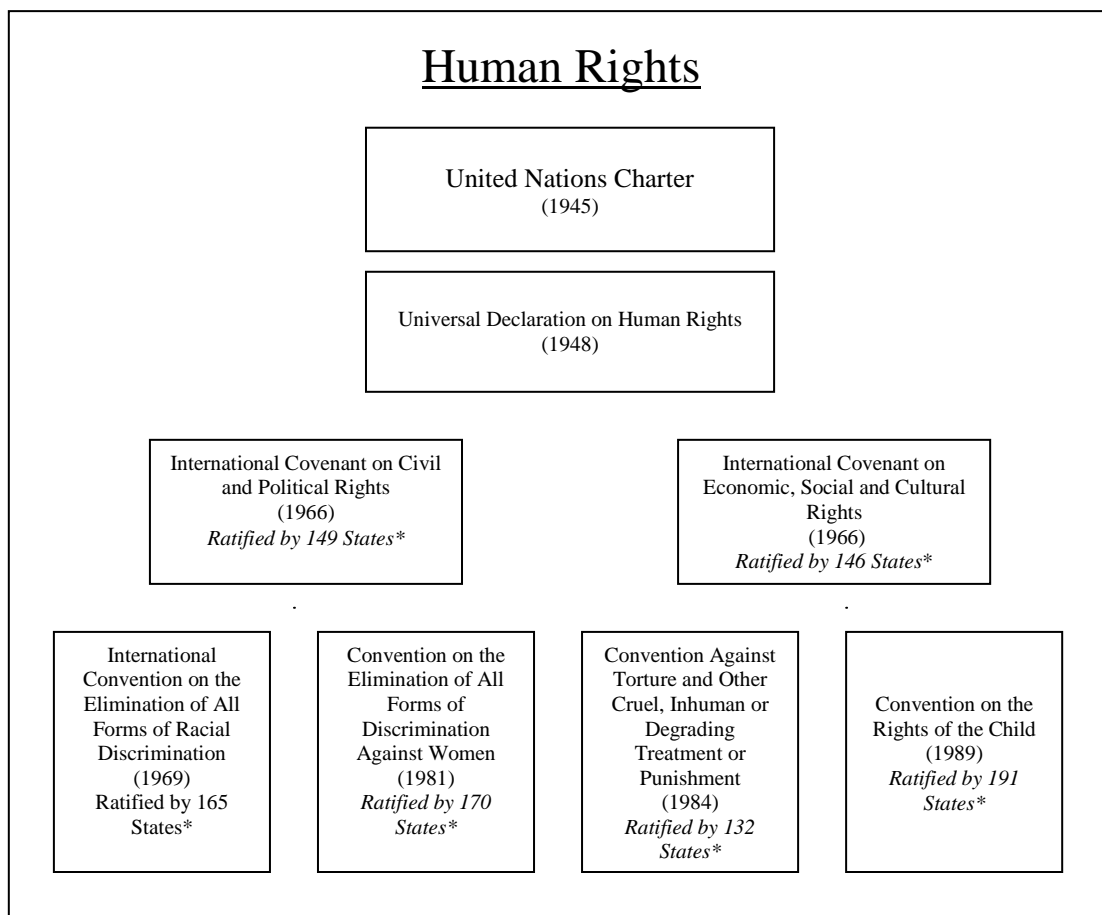 Human Rights
United Nations Charter
(1945)
Universal Declaration on Human Rights
(1948)
International Covenant on Civil
and Political Rights
(1966)
Ratified by 149 States*
International Covenant on
Economic, Social and Cultural
Rights
(1966)
Ratified by 146 States*
.
.
International
Convention on the
Elimination of All
Forms of Racial
Discrimination
(1969)
Ratified by 165
States*
Convention on the
Elimination of All
Forms of
Discrimination
Against Women
(1981)
Ratified by 170
States*
Convention Against
Torture and Other
Cruel, Inhuman or
Degrading
Treatment or
Punishment
(1984)
Ratified by 132
States*
Convention on the
Rights of the Child
(1989)
Ratified by 191
States*